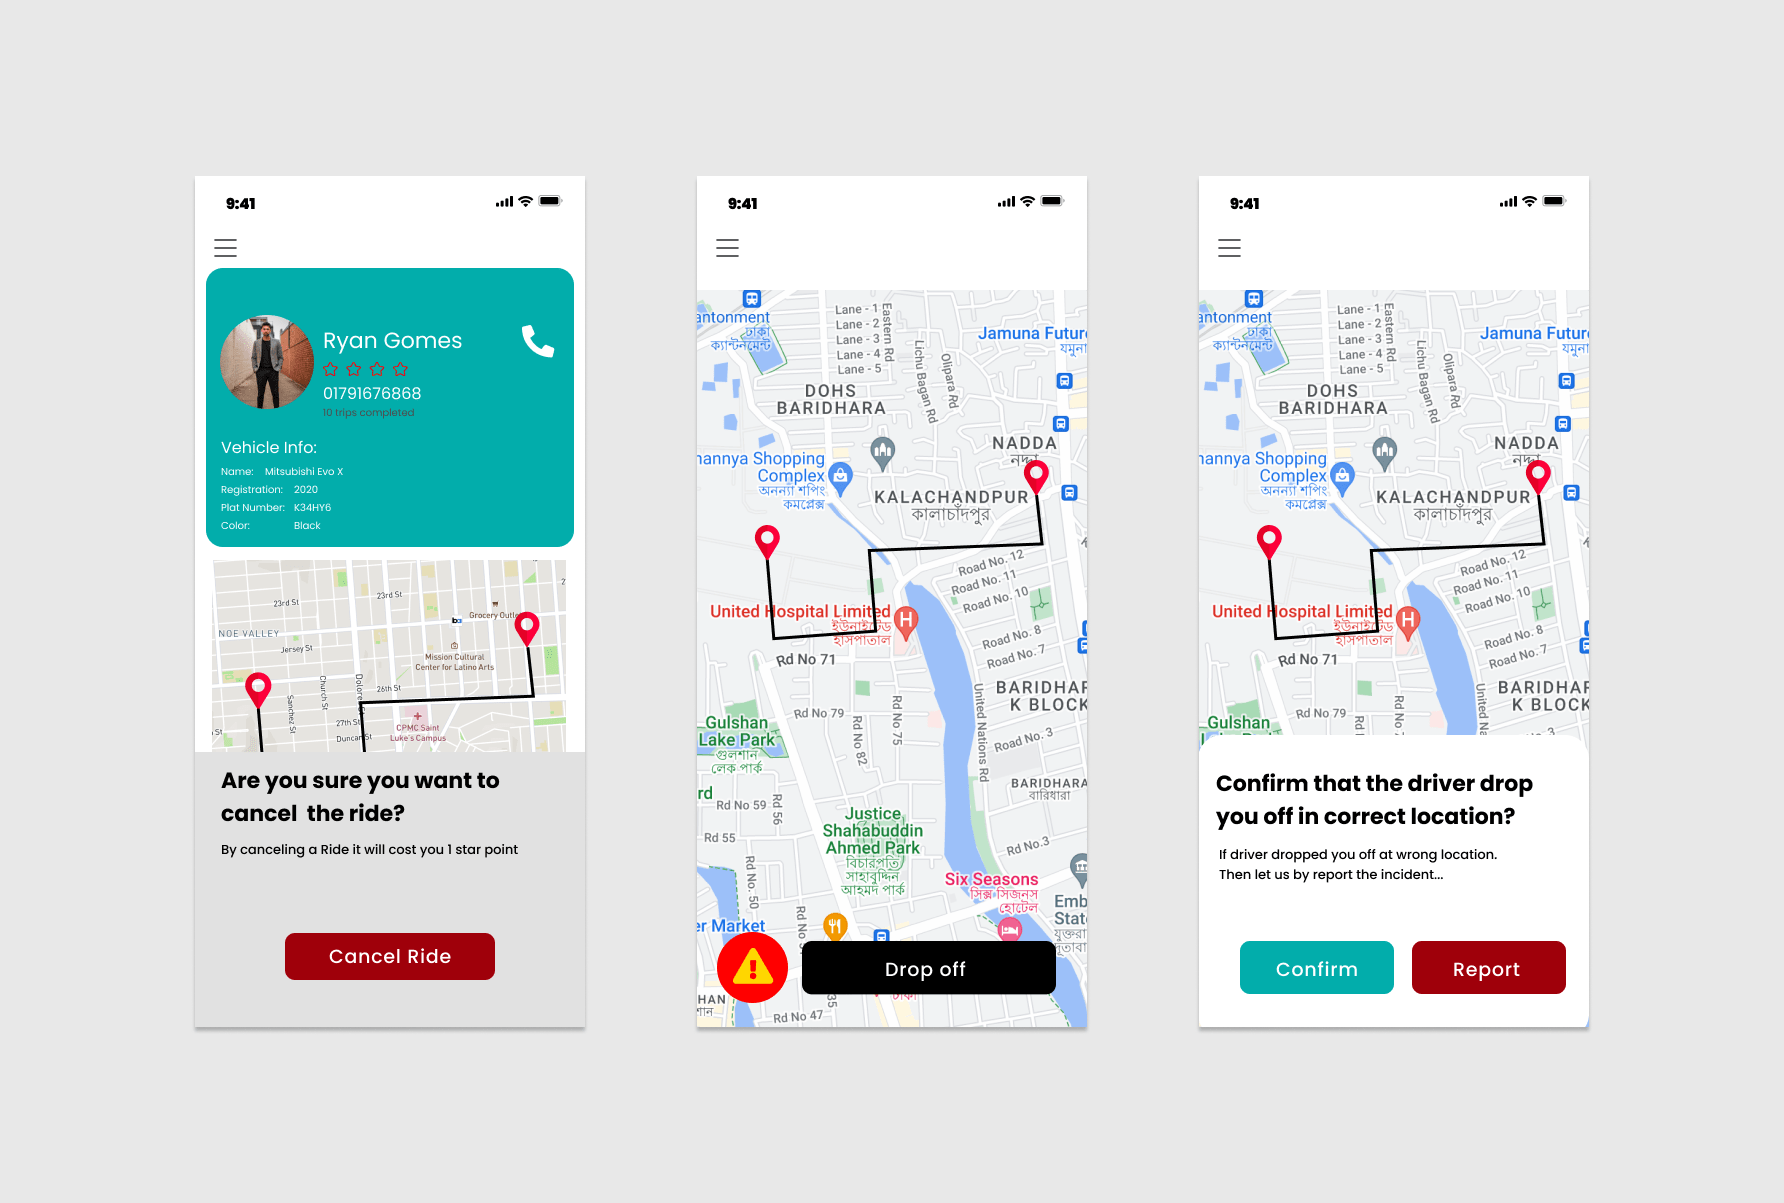 9:41
Ryan Gomes
01791676868
10 trips completed
Vehicle Info:
Name: Mitsubishi Evo X
Registration: 2020
Plat Number: K34HY6
Color: Black
23rd St
23rd St
Grocery Outle
NOE VALLEY
Jersey St
Mission Cultural
Center for Latino Arts
26th St
Church St
Sanchez St
Dolores
27th St
Duncan St
CPMC Saint
Luke's Campus
St
Are you sure you want to
cancel the ride?
By canceling a Ride it will cost you 1 star point
Cancel Ride
9:41
antonment
ঢাকা
ক্যান্টনমেন্ট
Lane - 1
Lane - 2
Lane - 3
Lane - 4
Lane - 5
Eastern Rd
Lichu Bagan Rd
Olipara Rd
Jamuna Future
যমুনা
DOHS
BARIDHARA
NADDA
নদ্দা
nannya Shopping
Complex
অনন্যা শপিং
কমপ্লেক্স
KALACHANDPUR
কালাচাঁদপুর
Road No. 12
Road No. 11
Road No. 10
United Hospital Limited
ইউনাইটেড
হাসপাতাল
Road No. 8
Road No. 7
Rd No 71
BARIDHAR
K BLOCK
United Nations Rd
Gulshan
Lake Park
গুলশান
লেক পার্ক
Rd No 79
Rd No 75
Rd No 82
Road No. 3
BARIDHARA
বারিধারা
rd
Rd No 59
Rd No 56
Rd 55
Justice
Shahabuddin
Ahmed Park
বিচারপতি
সাহাবুদ্দিন
আহমদ পার্ক
Rd No.3
Six Seasons
সিক্স সিজনস
হোটেল
Rd No. 50
Emb
State
যুক্তরা
দূতাবা
er Market
Drop off
HAN
শান
ঢাকা
Rd No 47
9:41
antonment
ঢাকা
ক্যান্টনমেন্ট
Lane - 1
Lane - 2
Lane - 3
Lane - 4
Lane - 5
Eastern Rd
Lichu Bagan Rd
Olipara Rd
Jamuna Future
যমুনা
DOHS
BARIDHARA
NADDA
নদ্দা
nannya Shopping
Complex
অনন্যা শপিং
কমপ্লেক্স
KALACHANDPUR
কালাচাঁদপুর
Road No. 12
Road No. 11
Road No. 10
United Hospital Limited
ইউনাইটেড
হাসপাতাল
Road No. 8
Road No. 7
Rd No 71
BARIDHAR
K BLOCK
Rd No 79
Rd No 75
United Nations Rd
Gulshan
Confirm that the driver drop
you off in correct location?
If driver dropped you off at wrong location.
Then let us by report the incident...
Confirm
Report